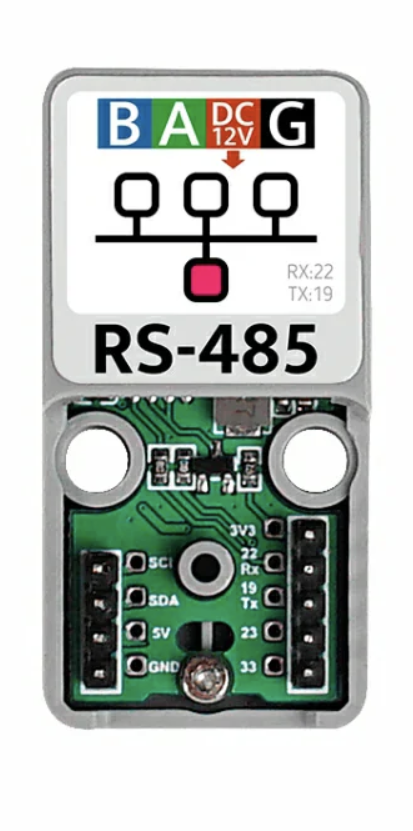 B A DC 12V G
RX:22
TX:19
RS-485
3V3
22
Rx
SCL
19
Tx
SDA
5V
23
GND
33